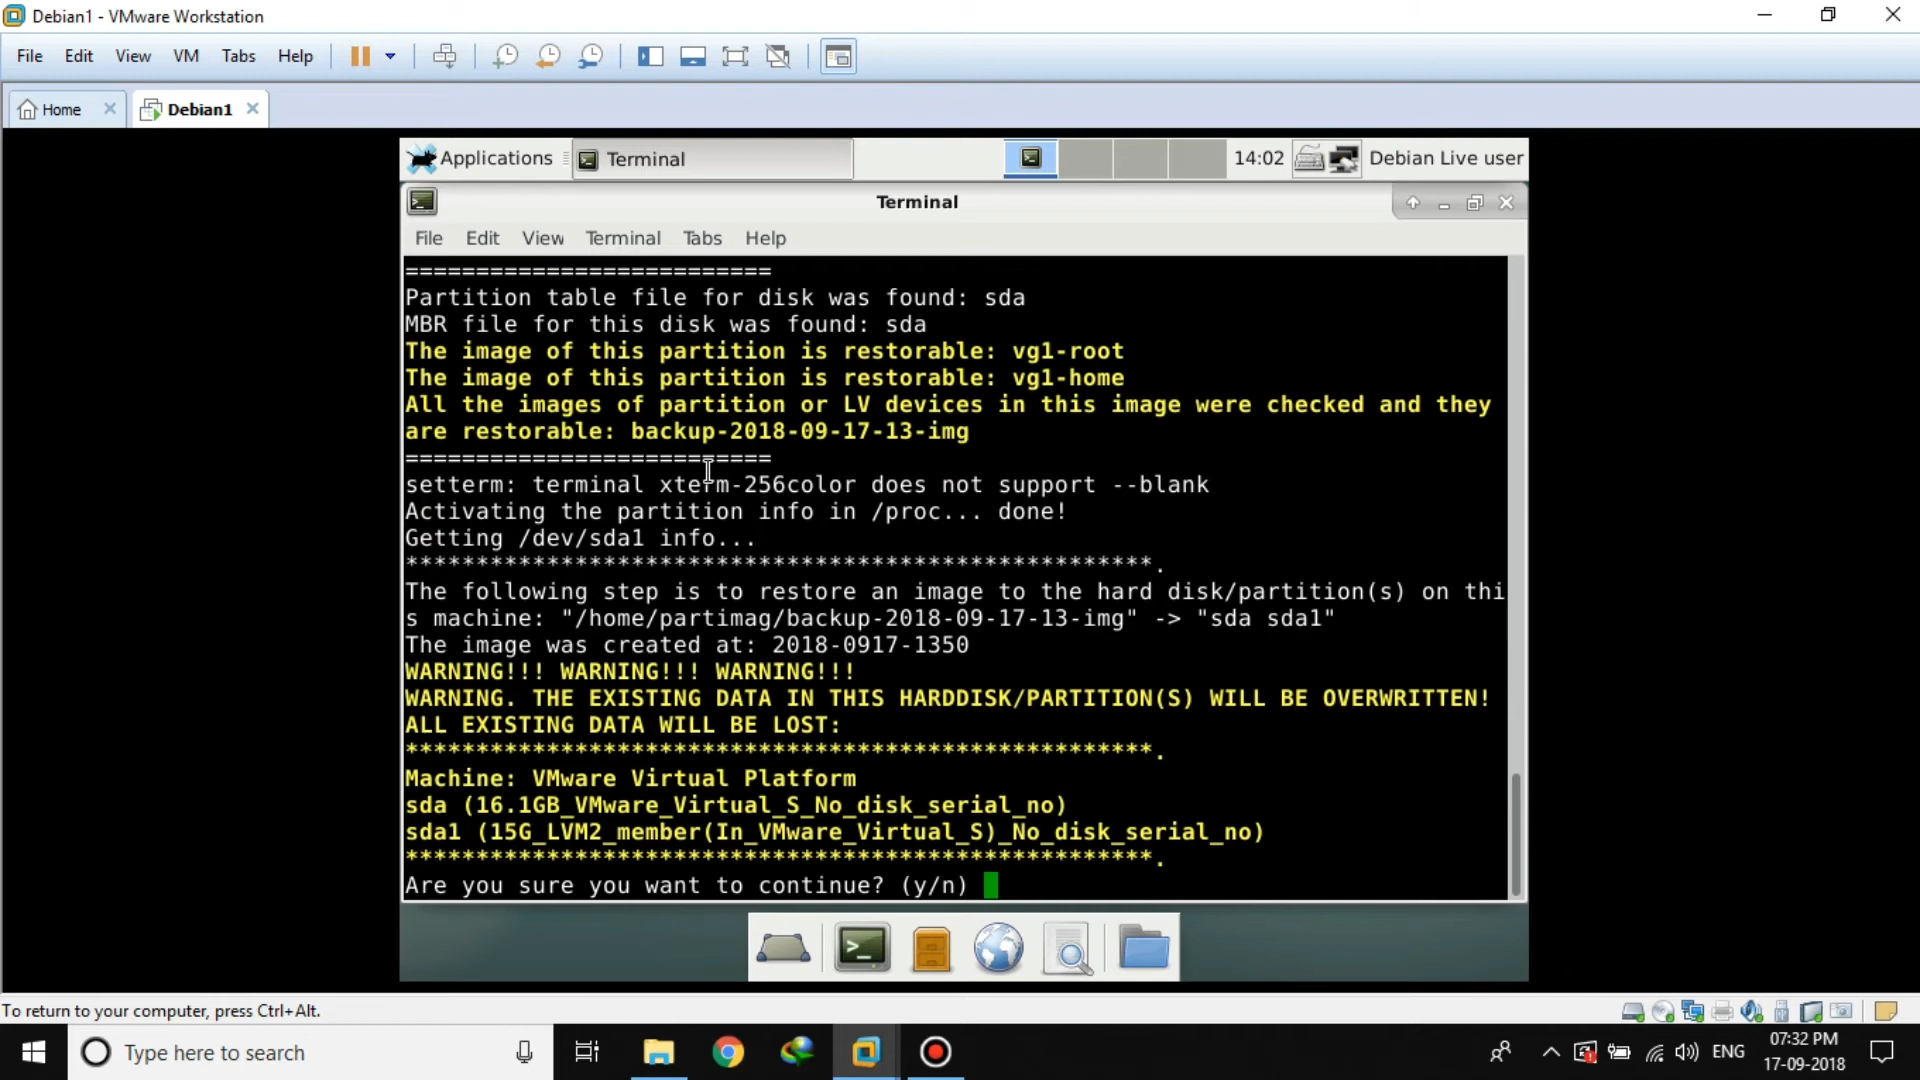 Debian1 - VMware Workstation
File Edit View VM Tabs Help
Home Debian1
Applications Terminal 14:02 Debian Live user
Terminal
File Edit View Terminal Tabs Help
==========================
Partition table file for disk was found: sda
MBR file for this disk was found: sda
The image of this partition is restorable: vg1-root
The image of this partition is restorable: vg1-home
All the images of partition or LV devices in this image were checked and they
are restorable: backup-2018-09-17-13-img
==========================
setterm: terminal xterm-256color does not support --blank
Activating the partition info in /proc... done!
Getting /dev/sda1 info...
*****************************************************.
The following step is to restore an image to the hard disk/partition(s) on thi
s machine: "/home/partimag/backup-2018-09-17-13-img" -> "sda sda1"
The image was created at: 2018-0917-1350
WARNING!!! WARNING!!! WARNING!!!
WARNING. THE EXISTING DATA IN THIS HARDDISK/PARTITION(S) WILL BE OVERWRITTEN!
ALL EXISTING DATA WILL BE LOST:
*****************************************************.
Machine: VMware Virtual Platform
sda (16.1GB_VMware_Virtual_S_No_disk_serial_no)
sda1 (15G_LVM2_member(In_VMware_Virtual_S)_No_disk_serial_no)
*****************************************************.
Are you sure you want to continue? (y/n)
To return to your computer, press Ctrl+Alt.
Type here to search
ENG
07:32 PM
17-09-2018